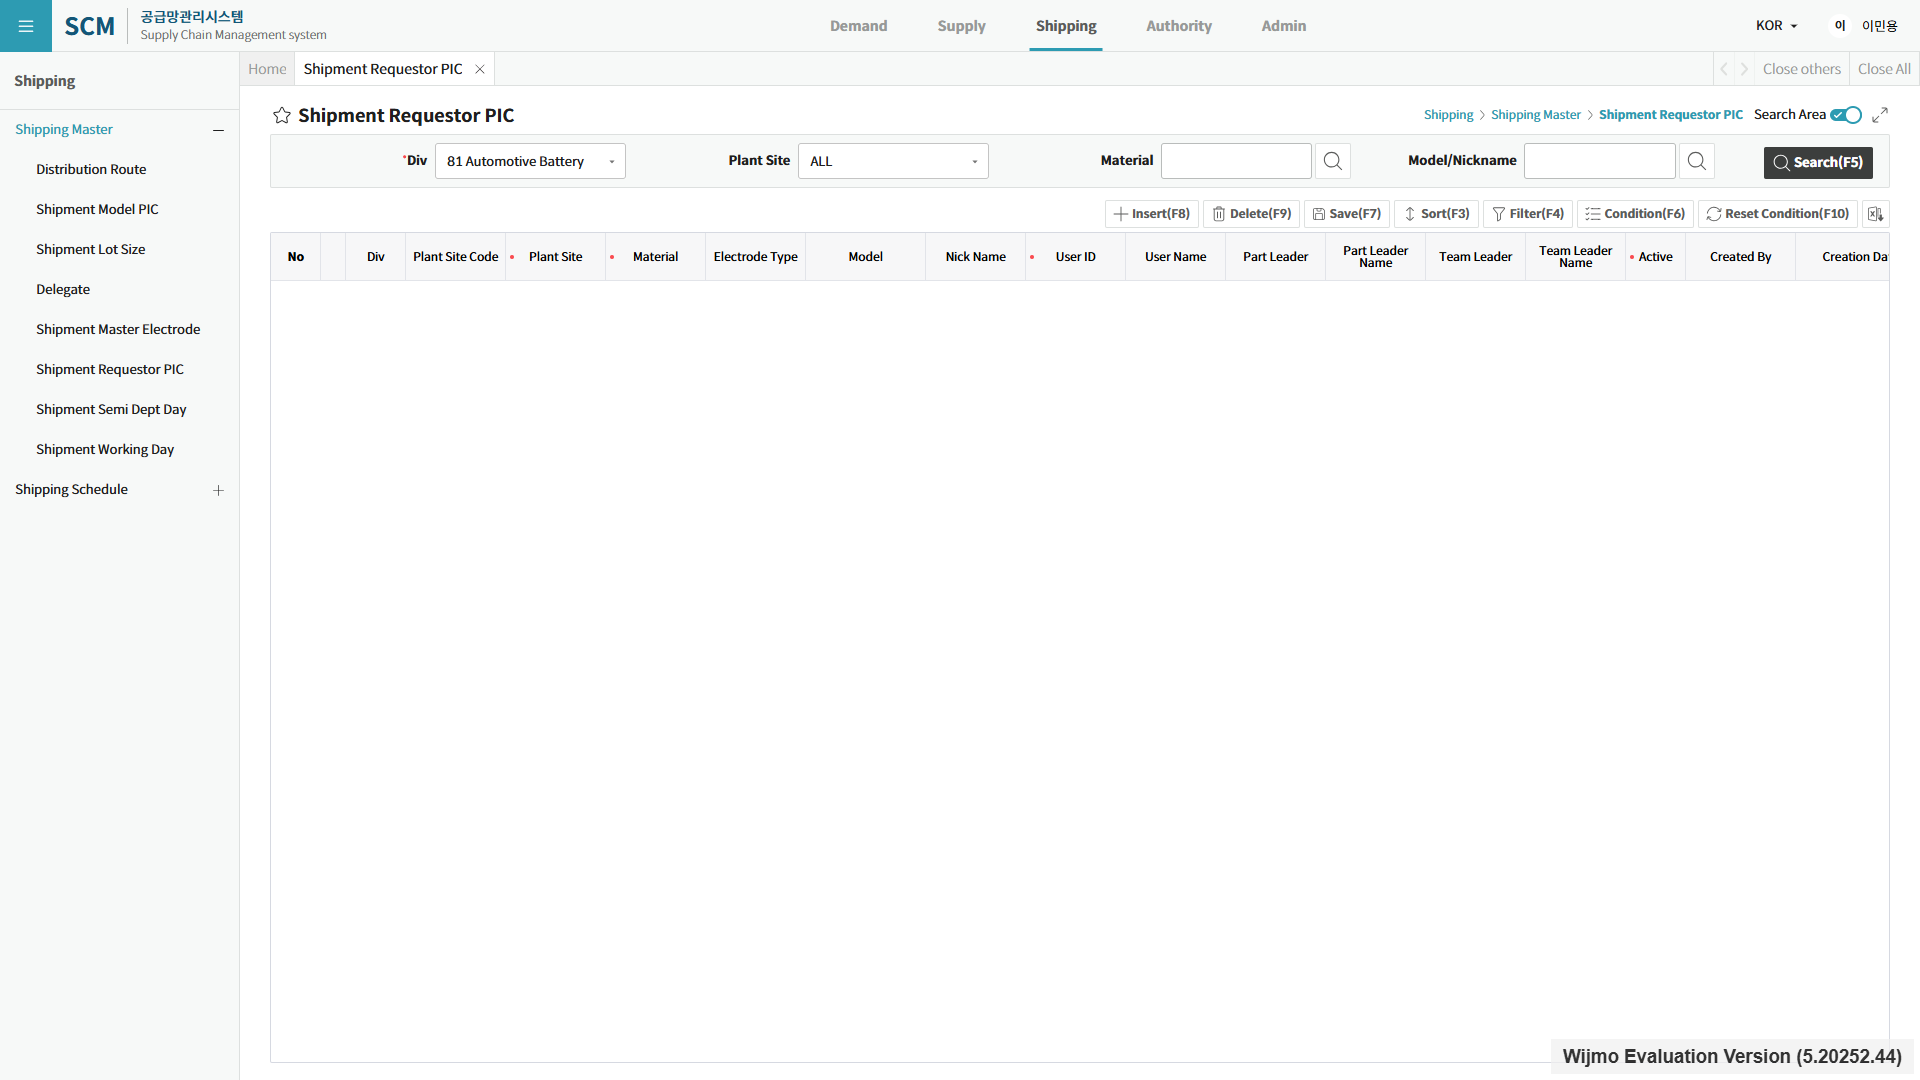 SCM
공급망관리시스템
Supply Chain Management system
Demand
Supply
Shipping
Authority
Admin
KOR
이
이민용
Shipping
Home
Shipment Requestor PIC
Close others
Close All
Shipping Master
Distribution Route
Shipment Model PIC
Shipment Lot Size
Delegate
Shipment Master Electrode
Shipment Requestor PIC
Shipment Semi Dept Day
Shipment Working Day
Shipping Schedule
Shipment Requestor PIC
Shipping > Shipping Master > Shipment Requestor PIC
Search Area
*Div
81 Automotive Battery
Plant Site
ALL
Material
Model/Nickname
Search(F5)
Insert(F8)
Delete(F9)
Save(F7)
Sort(F3)
Filter(F4)
Condition(F6)
Reset Condition(F10)
No
Div
Plant Site Code
Plant Site
Material
Electrode Type
Model
Nick Name
User ID
User Name
Part Leader
Part Leader
Name
Team Leader
Team Leader
Name
Active
Created By
Creation Da
Wijmo Evaluation Version (5.20252.44)